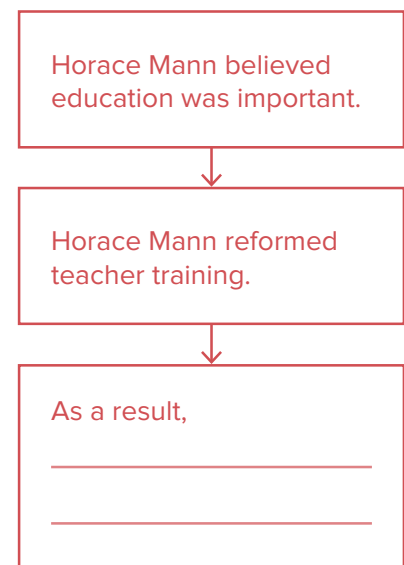 Horace Mann believed
education was important.
Horace Mann reformed
teacher training.
As a result,